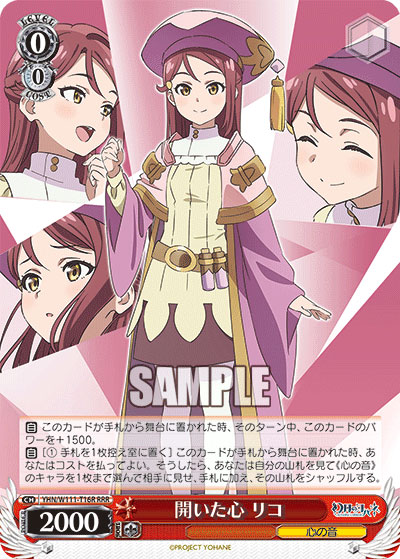 LEVEL
0
0
COST
SAMPLE
自 このカードが手札から舞台に置かれた時、そのターン中、このカードのパワーを+1500。
自 [① 手札を1枚控え室に置く] このカードが手札から舞台に置かれた時、あ
なたはコストを払ってよい。そうしたら、あなたは自分の山札を見て《心の音》
のキャラを1枚まで選んで相手に見せ、手札に加え、その山札をシャッフルする。
CH YHN/W111-T16R RRR
2000
開いた心 リコ
心の音
©PROJECT YOHANE